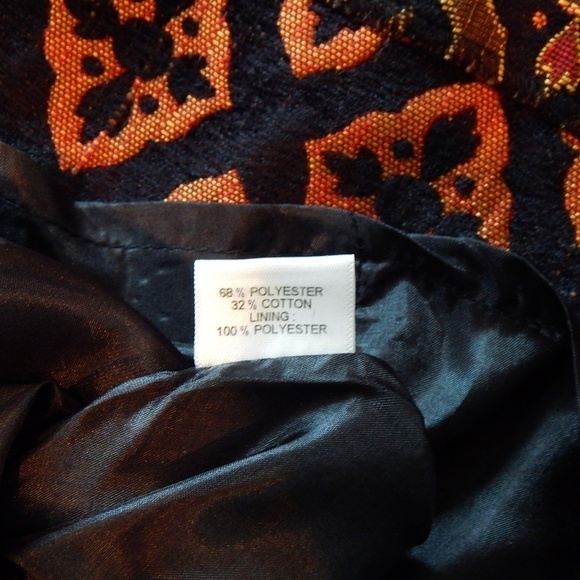 68% POLYESTER
32% COTTON
LINING :
100% POLYESTER